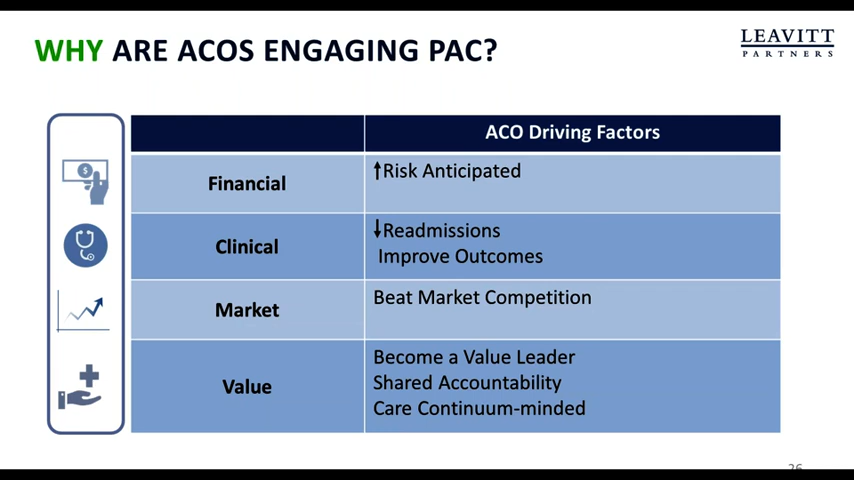 WHY ARE ACOS ENGAGING PAC?
LEAVITT
PARTNERS
ACO Driving Factors
Financial
↑Risk Anticipated
Clinical
↓Readmissions
Improve Outcomes
Market
Beat Market Competition
Value
Become a Value Leader
Shared Accountability
Care Continuum-minded
26
$